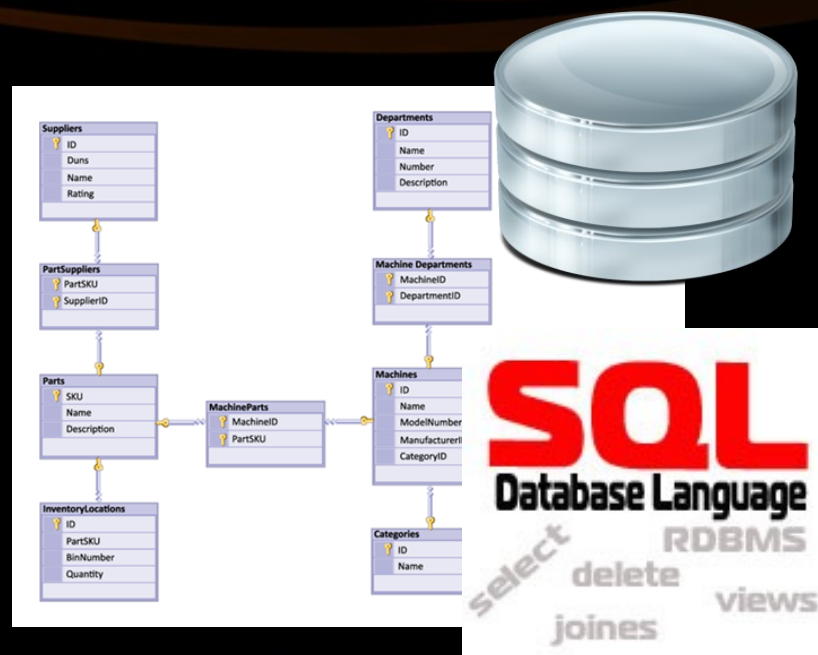 Suppliers
ID
Duns
Name
Rating
PartSuppliers
PartSKU
SupplierID
Parts
SKU
Name
Description
InventoryLocations
ID
PartSKU
BinNumber
Quantity
MachineParts
MachineID
PartSKU
Departments
ID
Name
Number
Description
Machine Departments
MachineID
DepartmentID
Machines
ID
Name
ModelNumber
ManufacturerI
CategoryID
Categories
ID
Name
SQL
Database Language
select
RDBMS
delete
views
joines